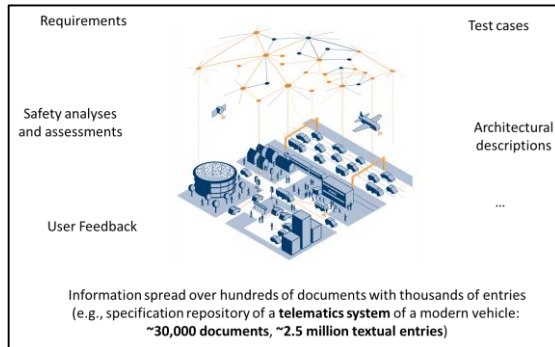 Requirements
Test cases
Safety analyses
and assessments
Architectural
descriptions
User Feedback
...
Information spread over hundreds of documents with thousands of entries
(e.g., specification repository of a telematics system of a modern vehicle:
~30,000 documents, ~2.5 million textual entries)